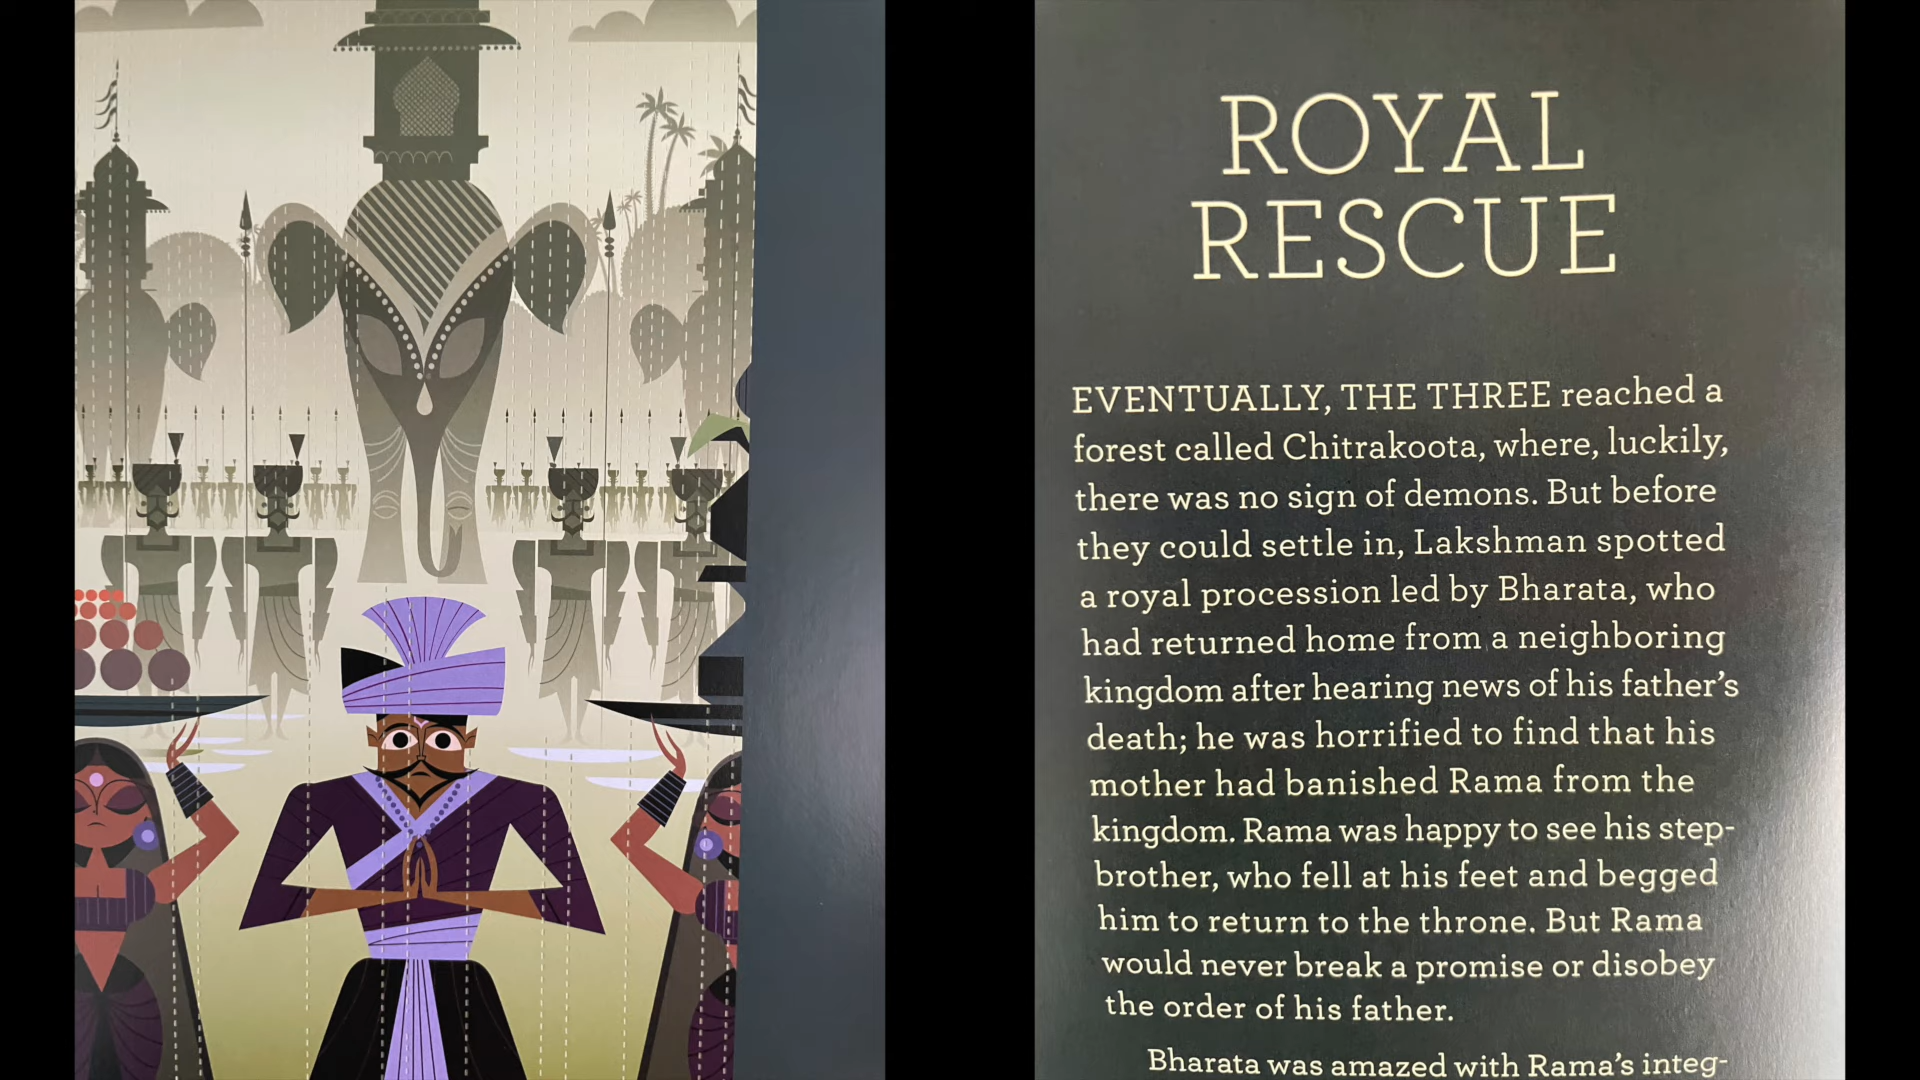 ROYAL
RESCUE
EVENTUALLY, THE THREE reached a
forest called Chitrakoota, where, luckily,
there was no sign of demons. But before
they could settle in, Lakshman spotted
a royal procession led by Bharata, who
had returned home from a neighboring
kingdom after hearing news of his father's
death; he was horrified to find that his
mother had banished Rama from the
kingdom. Rama was happy to see his step-
brother, who fell at his feet and begged
him to return to the throne. But Rama
would never break a promise or disobey
the order of his father.
Bharata was amazed with Rama's integ-